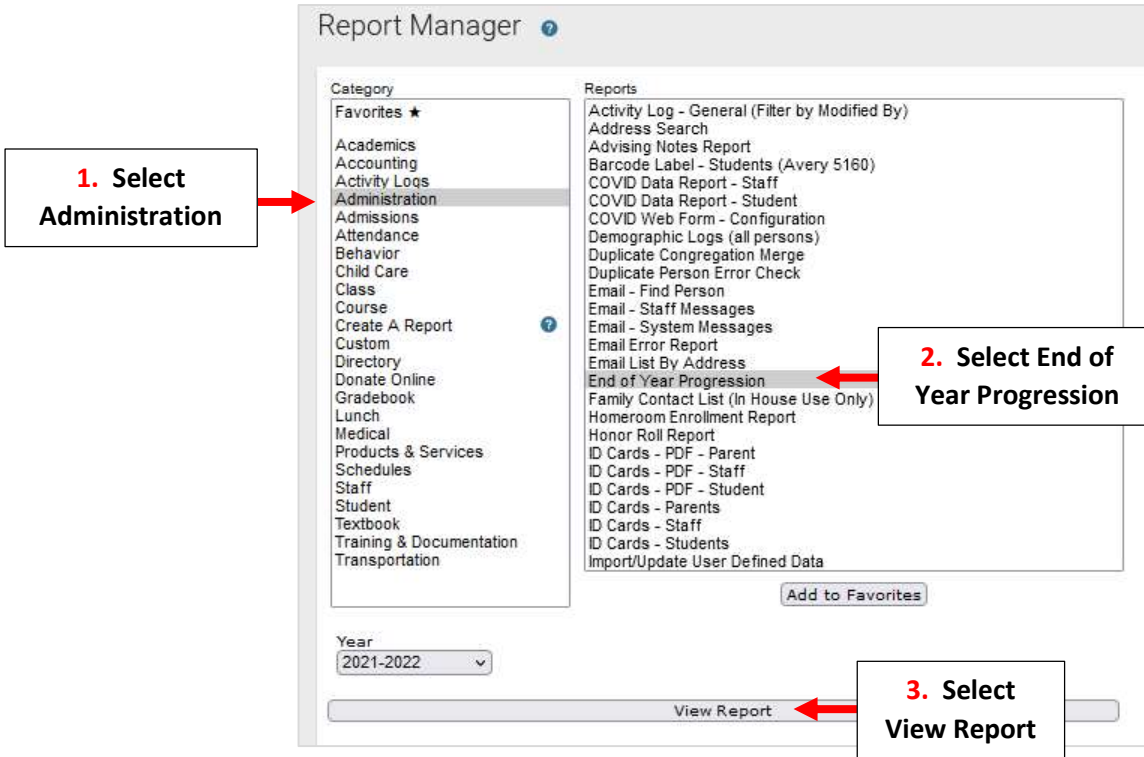 Report Manager ?
Category
Favorites ★
Academics
Accounting
Activity Logs
Administration
Admissions
Attendance
Behavior
Child Care
Class
Course
Create A Report ?
Custom
Directory
Donate Online
Gradebook
Lunch
Medical
Products & Services
Schedules
Staff
Student
Textbook
Training & Documentation
Transportation
Reports
Activity Log - General (Filter by Modified By)
Address Search
Advising Notes Report
Barcode Label - Students (Avery 5160)
COVID Data Report - Staff
COVID Data Report - Student
COVID Web Form - Configuration
Demographic Logs (all persons)
Duplicate Congregation Merge
Duplicate Person Error Check
Email - Find Person
Email - Staff Messages
Email - System Messages
Email Error Report
Email List By Address
End of Year Progression
Family Contact List (In House Use Only)
Homeroom Enrollment Report
Honor Roll Report
ID Cards - PDF - Parent
ID Cards - PDF - Staff
ID Cards - PDF - Student
ID Cards - Parents
ID Cards - Staff
ID Cards - Students
Import/Update User Defined Data
Add to Favorites
Year
2021-2022
View Report
1. Select
Administration
2. Select End of
Year Progression
3. Select
View Report